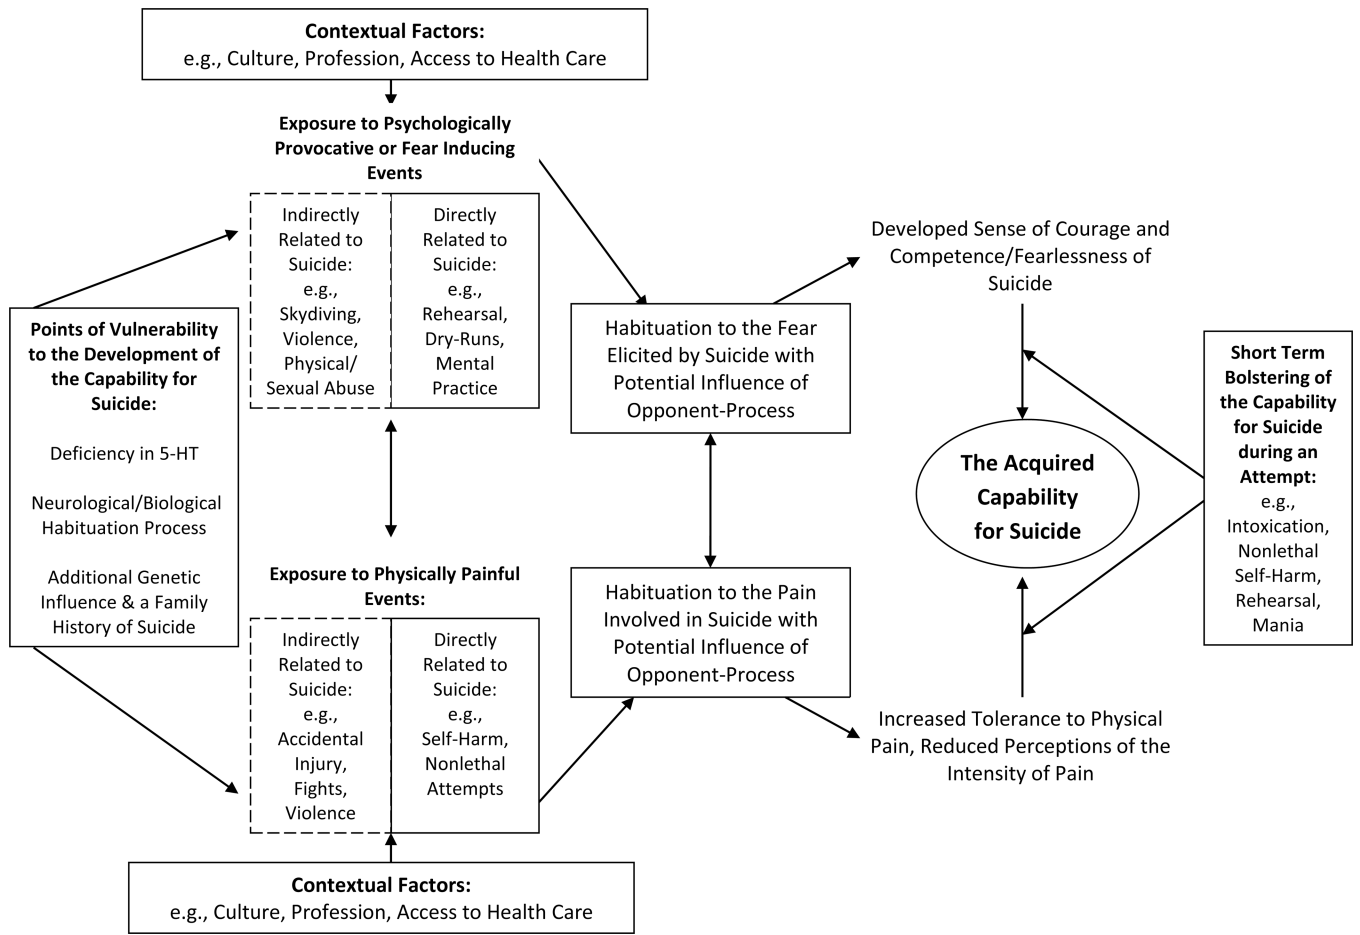 Contextual Factors:
e.g., Culture, Profession, Access to Health Care
Exposure to Psychologically
Provocative or Fear Inducing
Events
Indirectly
Related to
Suicide:
e.g.,
Skydiving,
Violence,
Physical/
Sexual Abuse
Directly
Related to
Suicide:
e.g.,
Rehearsal,
Dry-Runs,
Mental
Practice
Points of Vulnerability
to the Development of
the Capability for
Suicide:
Deficiency in 5-HT
Neurological/Biological
Habituation Process
Additional Genetic
Influence & a Family
History of Suicide
Exposure to Physically Painful
Events:
Indirectly
Related to
Suicide:
e.g.,
Accidental
Injury,
Fights,
Violence
Directly
Related to
Suicide:
e.g.,
Self-Harm,
Nonlethal
Attempts
Contextual Factors:
e.g., Culture, Profession, Access to Health Care
Habituation to the Fear
Elicited by Suicide with
Potential Influence of
Opponent-Process
Habituation to the Pain
Involved in Suicide with
Potential Influence of
Opponent-Process
Developed Sense of Courage and
Competence/Fearlessness of
Suicide
The Acquired
Capability
for Suicide
Increased Tolerance to Physical
Pain, Reduced Perceptions of the
Intensity of Pain
Short Term
Bolstering of
the Capability
for Suicide
during an
Attempt:
e.g.,
Intoxication,
Nonlethal
Self-Harm,
Rehearsal,
Mania